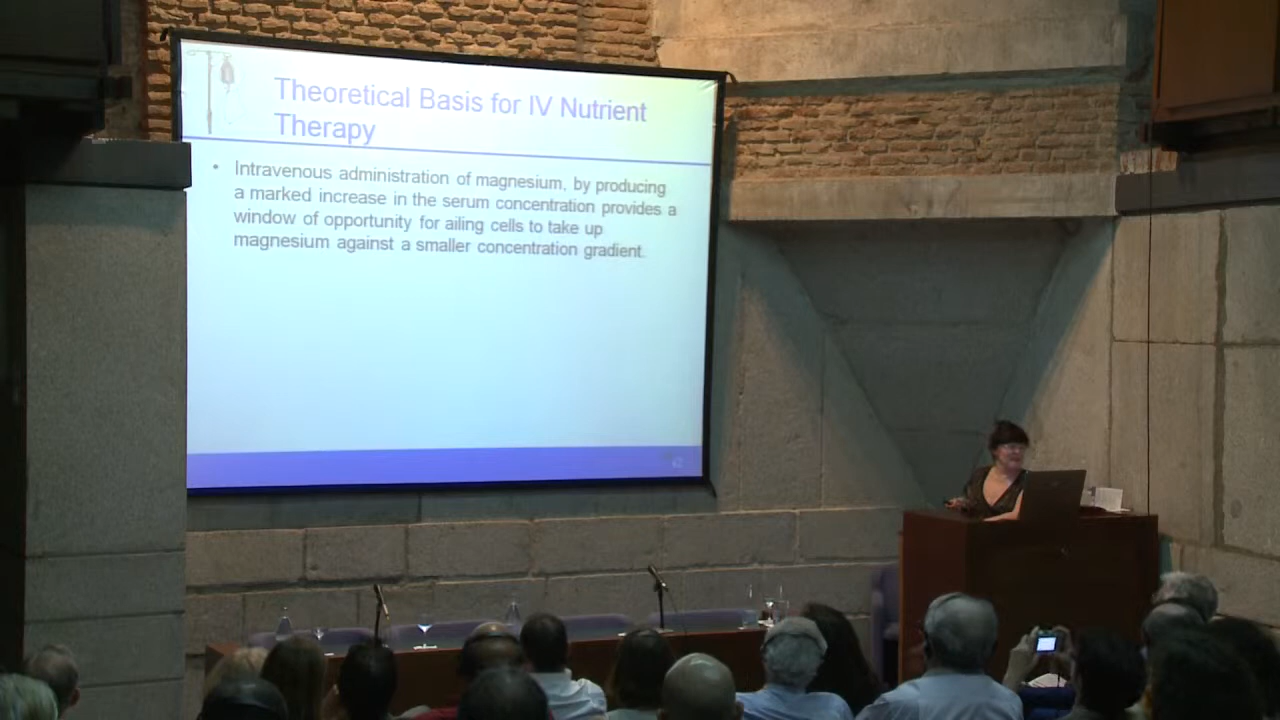 Theoretical Basis for IV Nutrient
Therapy
• Intravenous administration of magnesium, by producing
a marked increase in the serum concentration provides a
window of opportunity for ailing cells to take up
magnesium against a smaller concentration gradient.